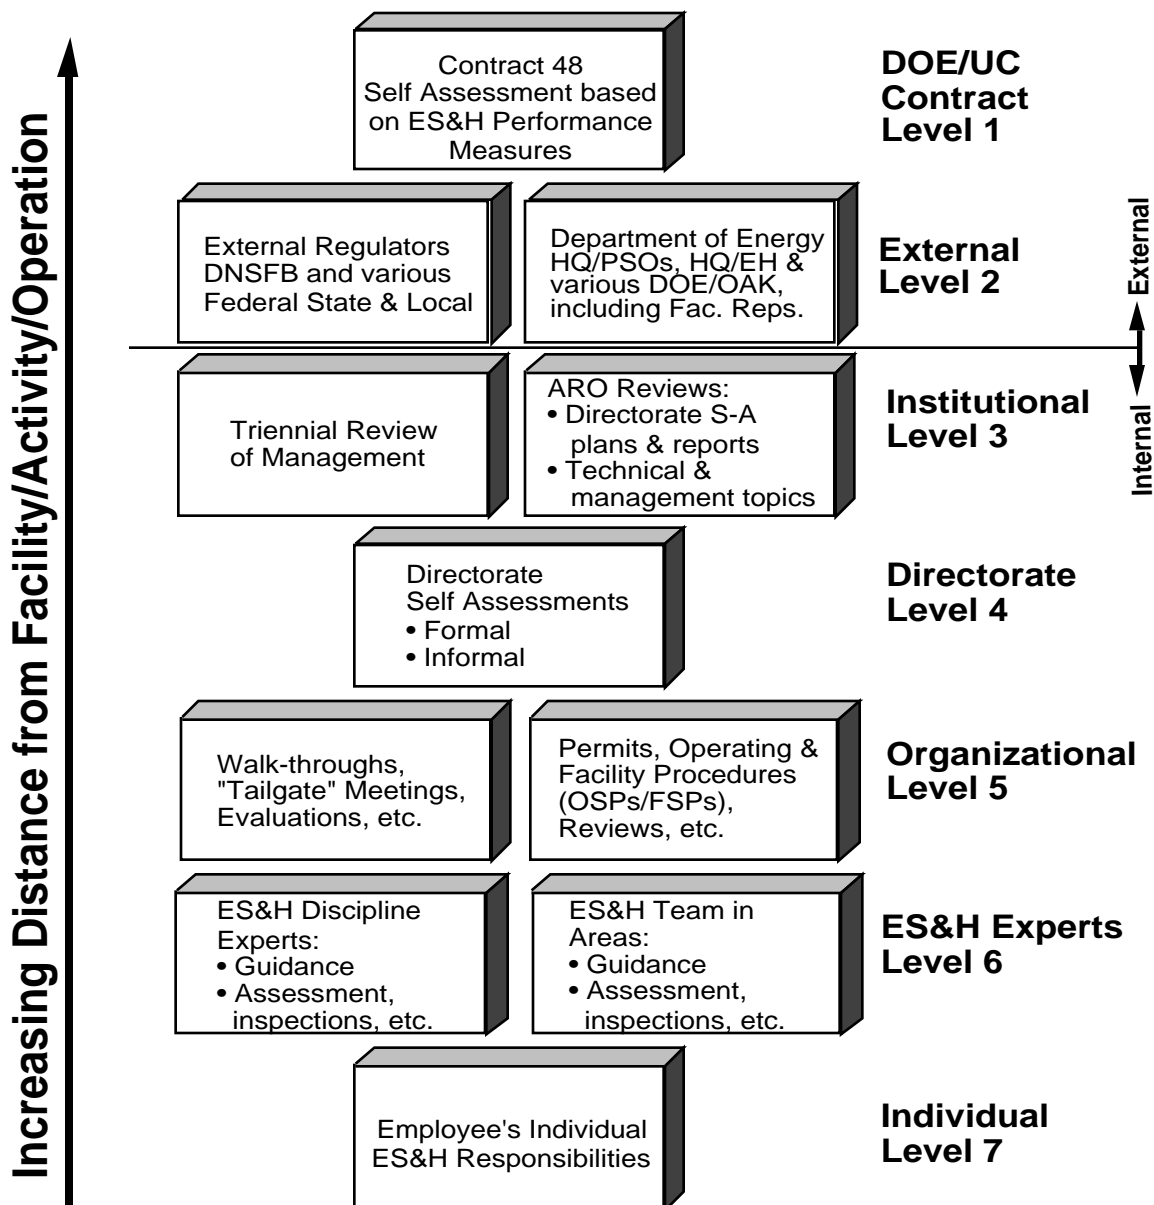 Increasing Distance from Facility/Activity/Operation
Contract 48
Self Assessment based
on ES&H Performance
Measures
DOE/UC
Contract
Level 1
External Regulators
DNSFB and various
Federal State & Local
Department of Energy
HQ/PSOs, HQ/EH &
various DOE/OAK,
including Fac. Reps.
External
Level 2
External
Internal
Triennial Review
of Management
ARO Reviews:
• Directorate S-A
plans & reports
• Technical &
management topics
Institutional
Level 3
Directorate
Self Assessments
• Formal
• Informal
Directorate
Level 4
Walk-throughs,
"Tailgate" Meetings,
Evaluations, etc.
Permits, Operating &
Facility Procedures
(OSPs/FSPs),
Reviews, etc.
Organizational
Level 5
ES&H Discipline
Experts:
• Guidance
• Assessment,
inspections, etc.
ES&H Team in
Areas:
• Guidance
• Assessment,
inspections, etc.
ES&H Experts
Level 6
Employee's Individual
ES&H Responsibilities
Individual
Level 7